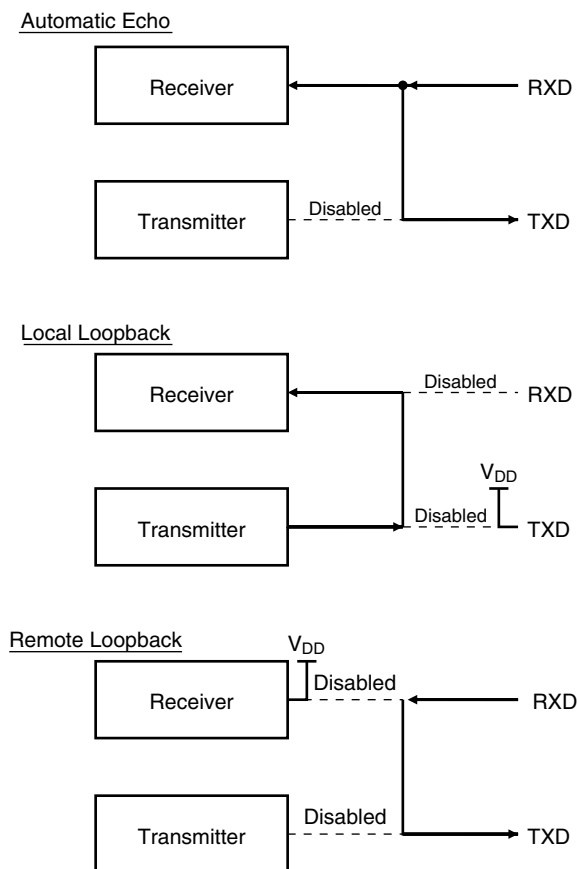 Automatic Echo
Receiver
RXD
Transmitter
Disabled
TXD
Local Loopback
Receiver
Disabled
RXD
VDD
Transmitter
Disabled
TXD
Remote Loopback
VDD
Receiver
Disabled
RXD
Transmitter
Disabled
TXD